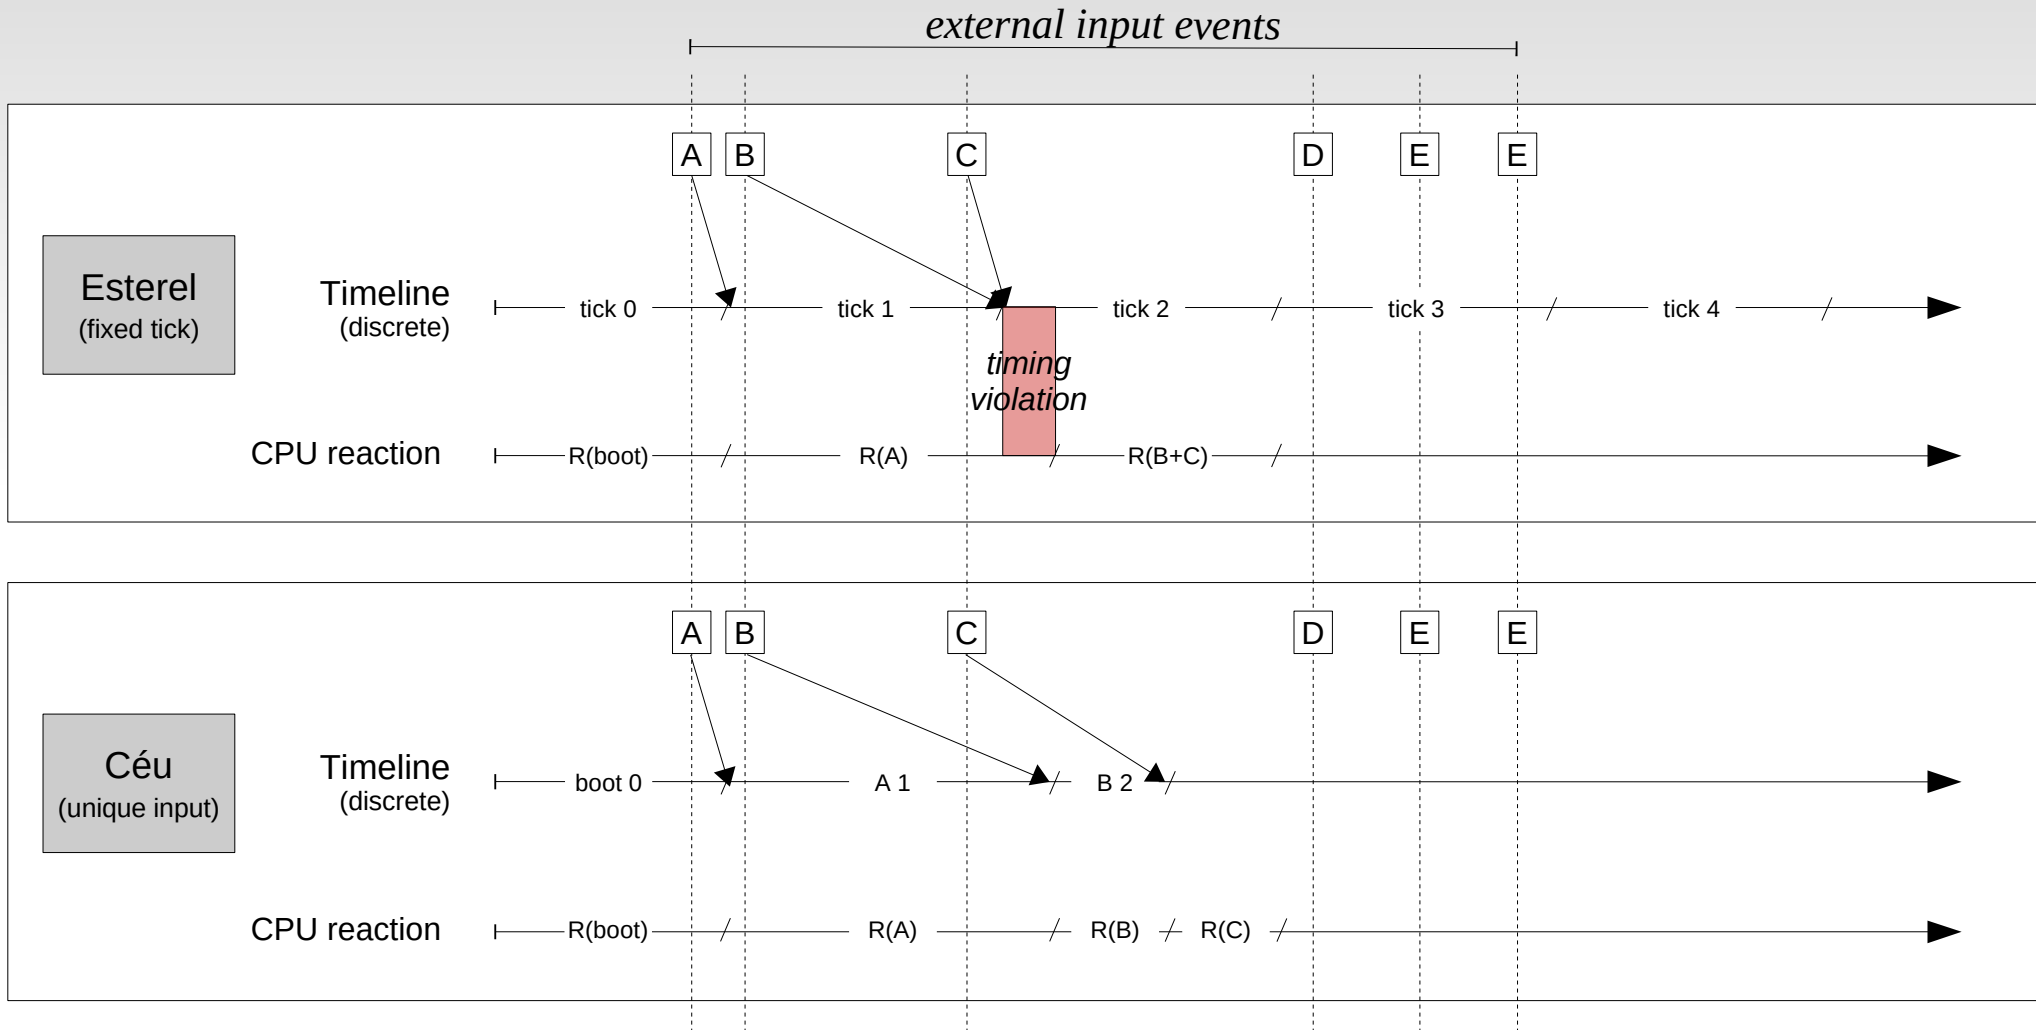 external input events
A B C D E E
Esterel
(fixed tick)
Timeline
(discrete)
tick 0 tick 1 tick 2 tick 3 tick 4
timing
violation
CPU reaction
R(boot) R(A) R(B+C)
A B C D E E
Céu
(unique input)
Timeline
(discrete)
boot 0 A 1 B 2
CPU reaction
R(boot) R(A) R(B) R(C)